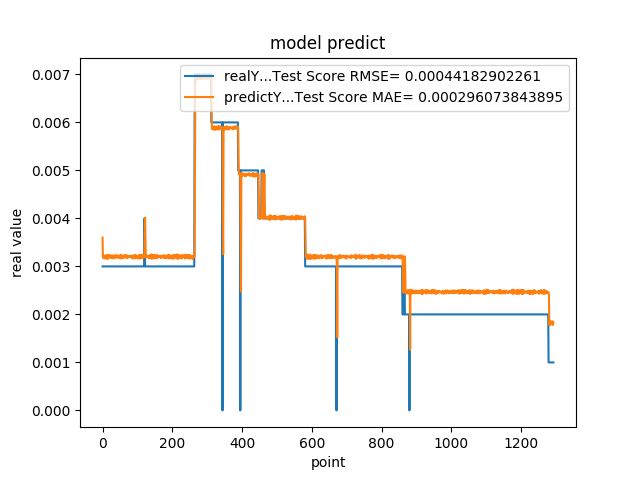 model predict
realY...Test Score RMSE= 0.00044182902261
predictY...Test Score MAE= 0.000296073843895
0.007
0.006
0.005
0.004
0.003
0.002
0.001
0.000
real value
0 200 400 600 800 1000 1200
point